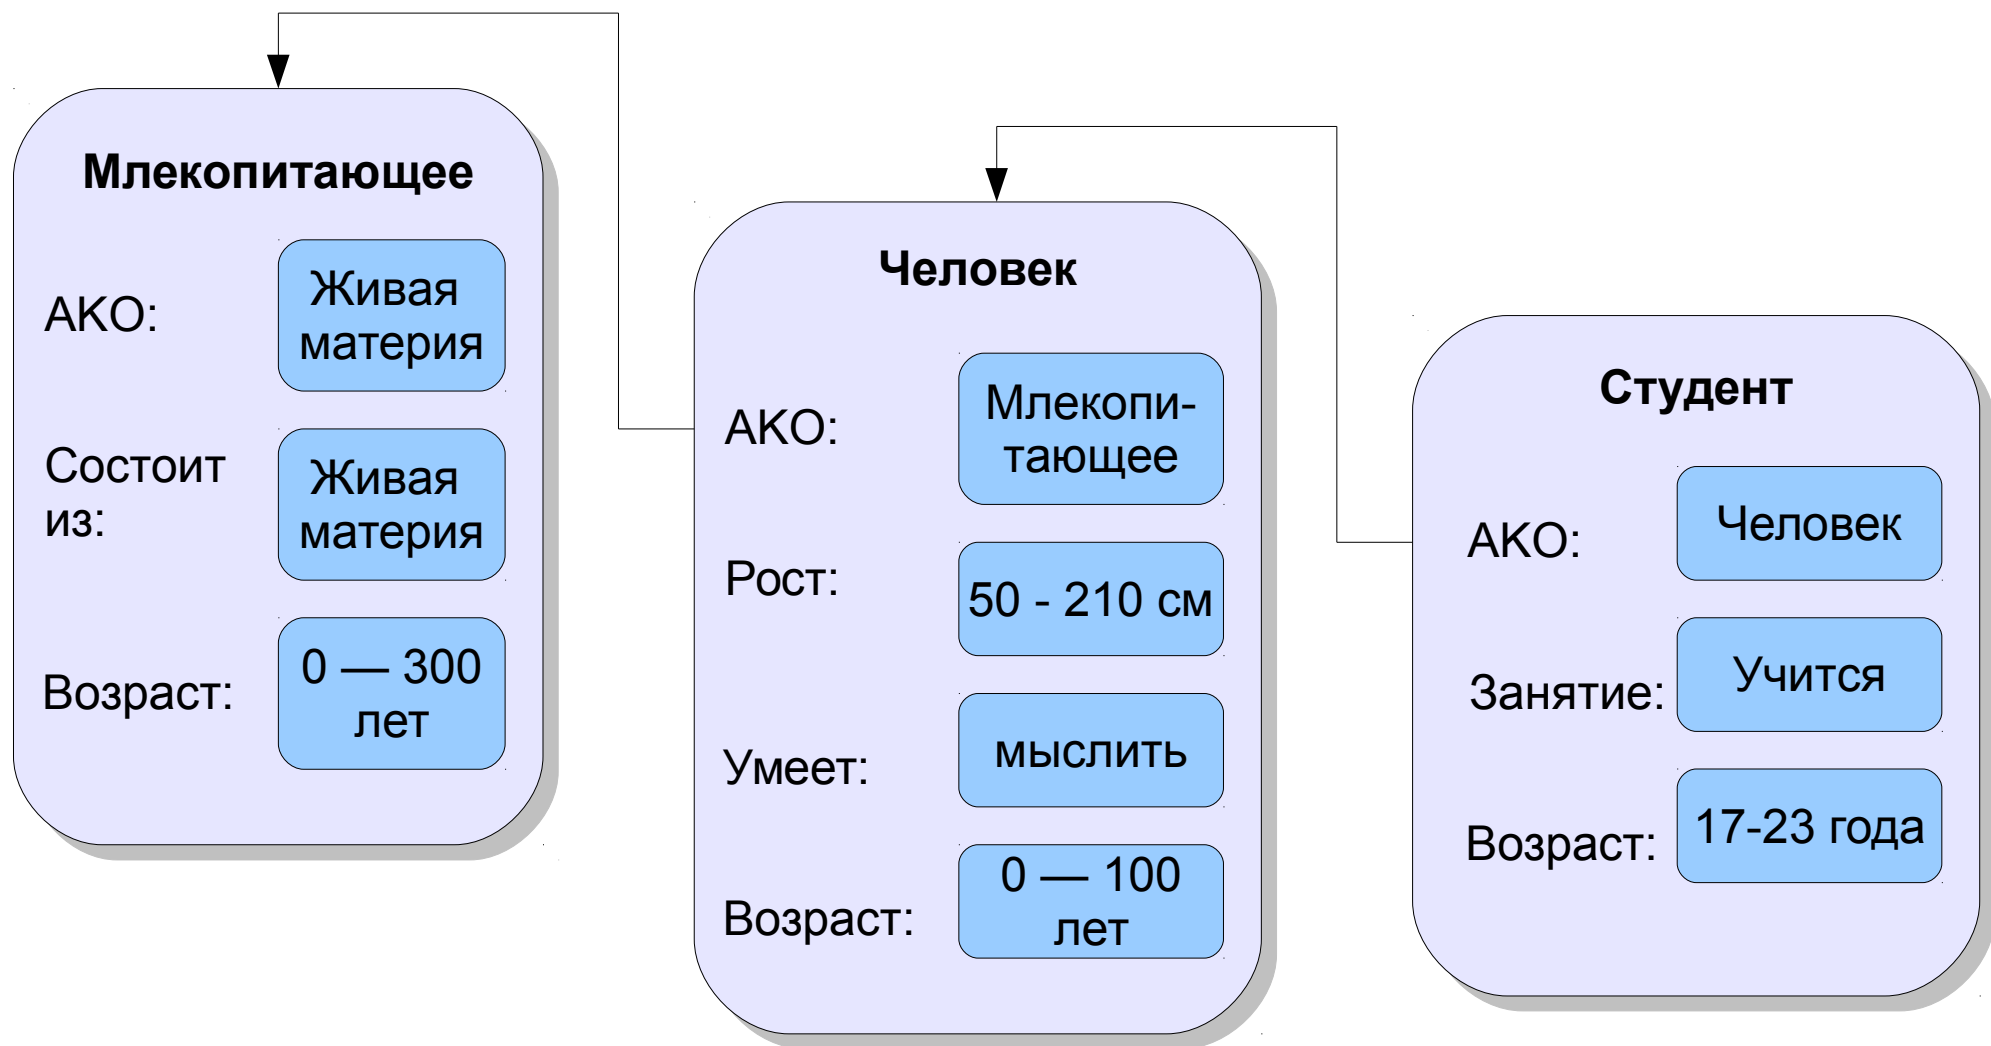 Млекопитающее
АКО:
Живая
материя
Состоит
из:
Живая
материя
Возраст:
0 — 300
лет
Человек
АКО:
Млекопи-
тающее
Рост:
50 - 210 см
Умеет:
мыслить
Возраст:
0 — 100
лет
Студент
АКО:
Человек
Занятие:
Учится
Возраст:
17-23 года